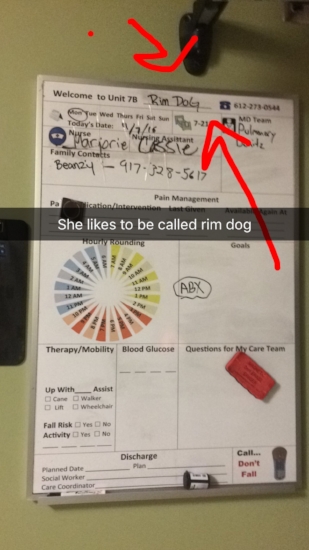 Welcome to Unit 7B Rim Dog 612-273-0544
Mon Tue Wed Thurs Fri Sat Sun 7-21
Today's Date: 11/7/16
MD Team
Pulmonary
Nurse Nursing Assistant
Marjorie Cassie
Family Contacts
Beanzy - 917-328-5617
Pain Management
Last Given
She likes to be called rim dog
Hourly Rounding
Goals
ABX
Therapy/Mobility
Blood Glucose
Questions for My Care Team
Up With Assist
Cane Walker
Lift Wheelchair
Fall Risk Yes No
Activity Yes No
Discharge
Planned Date Plan
Social Worker
Care Coordinator
Call...
Don't
Fall